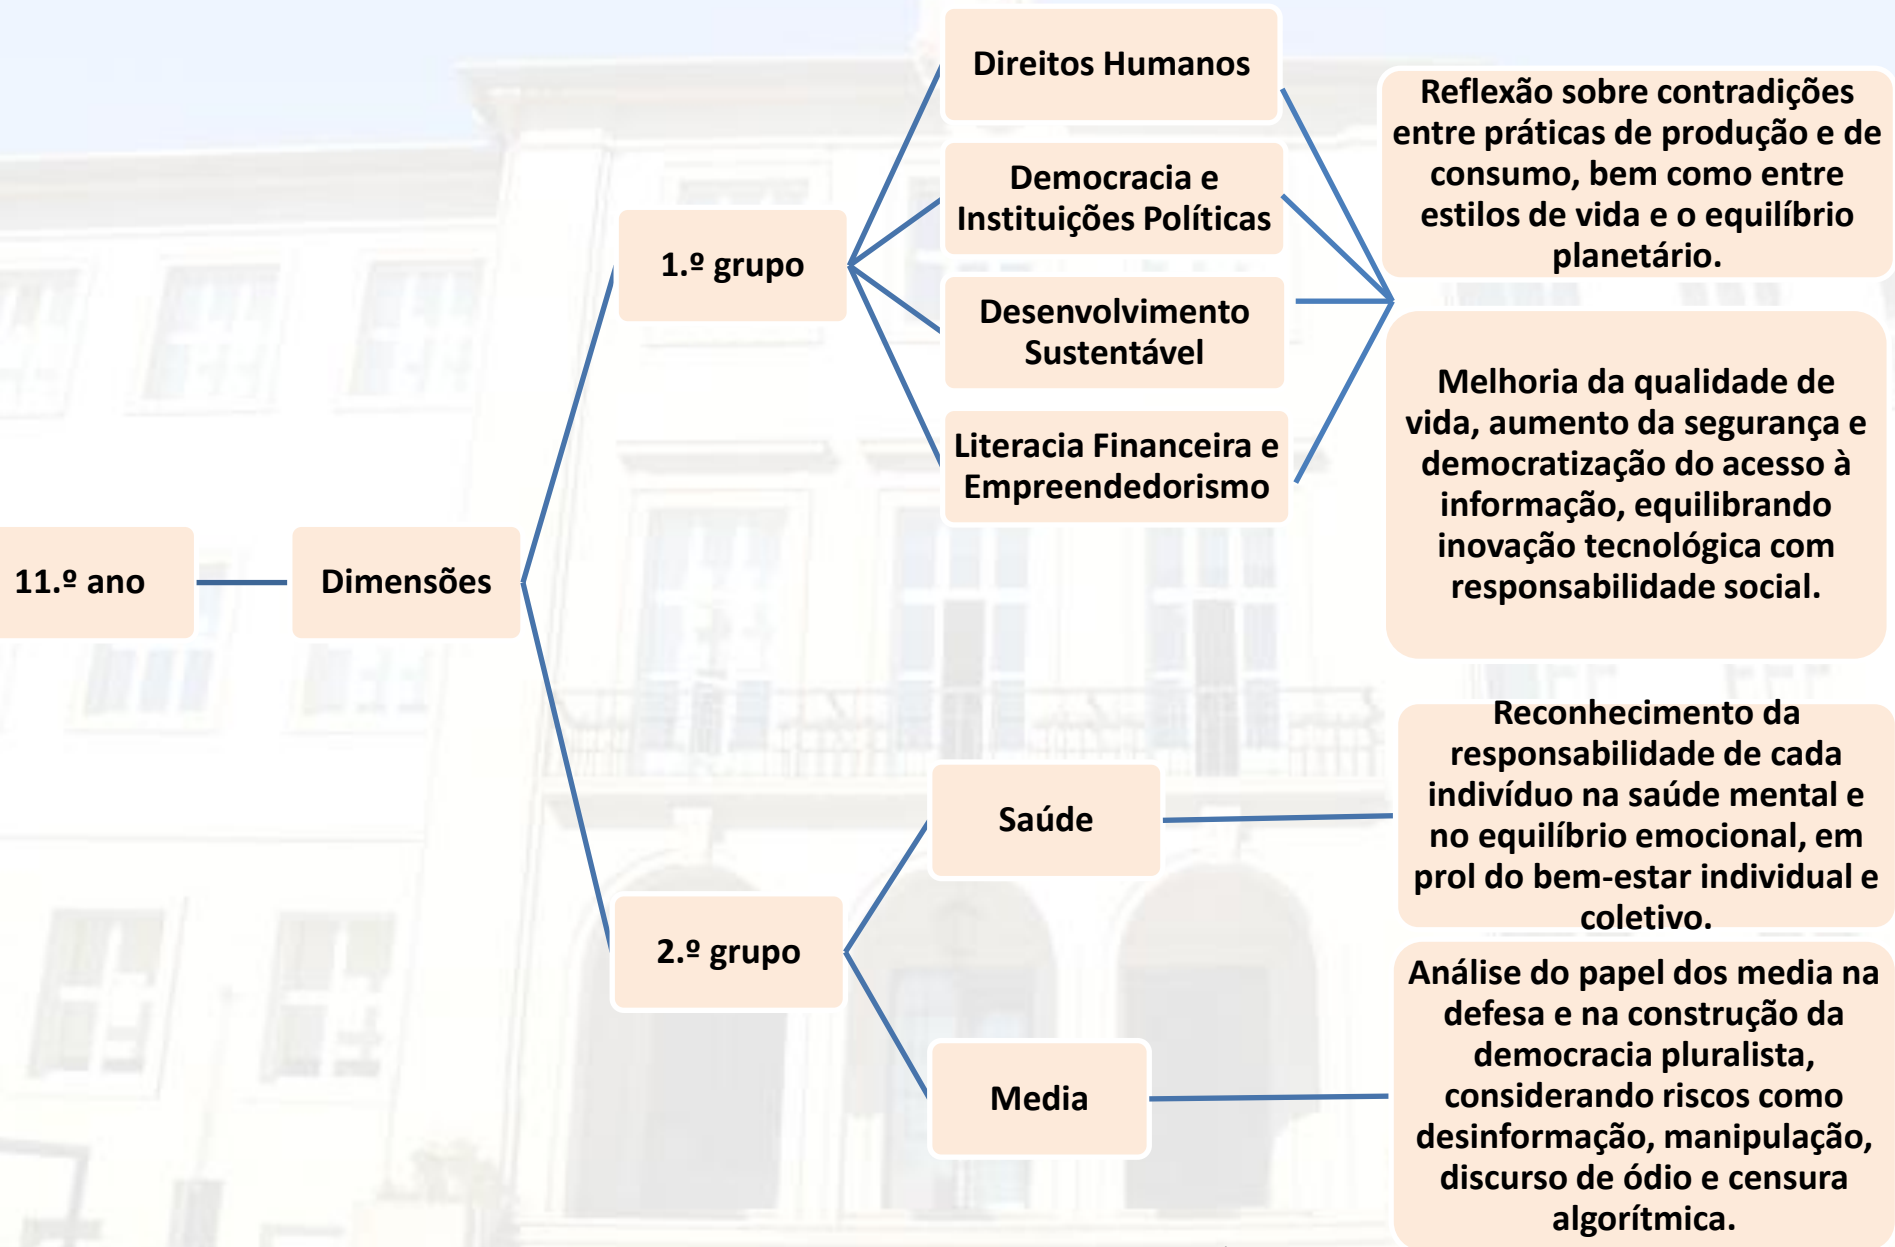 11.º ano
Dimensões
1.º grupo
Direitos Humanos
Democracia e
Instituições Políticas
Desenvolvimento
Sustentável
Literacia Financeira e
Empreendedorismo
Reflexão sobre contradições
entre práticas de produção e de
consumo, bem como entre
estilos de vida e o equilíbrio
planetário.
Melhoria da qualidade de
vida, aumento da segurança e
democratização do acesso à
informação, equilibrando
inovação tecnológica com
responsabilidade social.
2.º grupo
Saúde
Reconhecimento da
responsabilidade de cada
indivíduo na saúde mental e
no equilíbrio emocional, em
prol do bem-estar individual e
coletivo.
Media
Análise do papel dos media na
defesa e na construção da
democracia pluralista,
considerando riscos como
desinformação, manipulação,
discurso de ódio e censura
algorítmica.